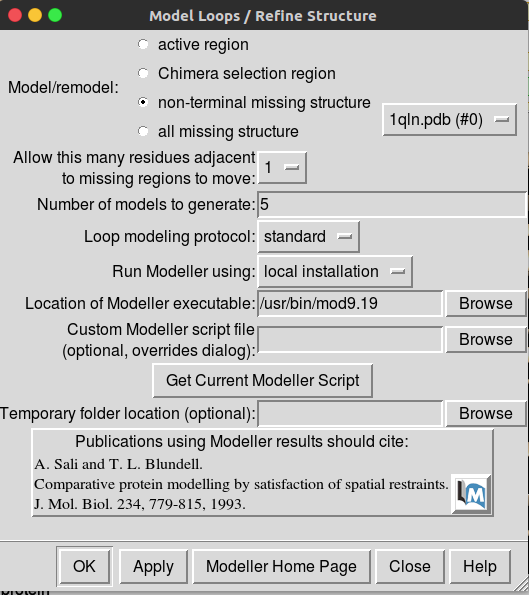 Model Loops / Refine Structure
Model/remodel:
active region
Chimera selection region
non-terminal missing structure
all missing structure
1qln.pdb (#0)
Allow this many residues adjacent
to missing regions to move:
1
Number of models to generate:
5
Loop modeling protocol:
standard
Run Modeller using:
local installation
Location of Modeller executable:
/usr/bin/mod9.19
Browse
Custom Modeller script file
(optional, overrides dialog):
Browse
Get Current Modeller Script
Temporary folder location (optional):
Browse
Publications using Modeller results should cite:
A. Sali and T. L. Blundell.
Comparative protein modelling by satisfaction of spatial restraints.
J. Mol. Biol. 234, 779-815, 1993.
M
OK
Apply
Modeller Home Page
Close
Help
protein